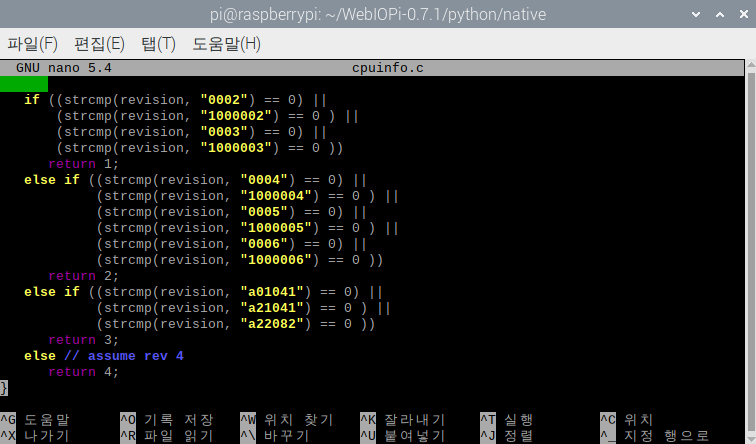 pi@raspberrypi: ~/WebIOPi-0.7.1/python/native
파일(F) 편집(E) 탭(T) 도움말(H)
GNU nano 5.4 cpuinfo.c
if ((strcmp(revision, "0002") == 0) ||
(strcmp(revision, "1000002") == 0 ) ||
(strcmp(revision, "0003") == 0) ||
(strcmp(revision, "1000003") == 0 ))
return 1;
else if ((strcmp(revision, "0004") == 0) ||
(strcmp(revision, "1000004") == 0 ) ||
(strcmp(revision, "0005") == 0) ||
(strcmp(revision, "1000005") == 0 ) ||
(strcmp(revision, "0006") == 0) ||
(strcmp(revision, "1000006") == 0 ))
return 2;
else if ((strcmp(revision, "a01041") == 0) ||
(strcmp(revision, "a21041") == 0 ) ||
(strcmp(revision, "a22082") == 0 ))
return 3;
else // assume rev 4
return 4;
}
^G 도움말 ^O 기록 저장 ^W 위치 찾기 ^K 잘라내기 ^T 실행 ^C 위치
^X 나가기 ^R 파일 읽기 ^\ 바꾸기 ^U 붙여넣기 ^J 정렬 ^_ 지정 행으로